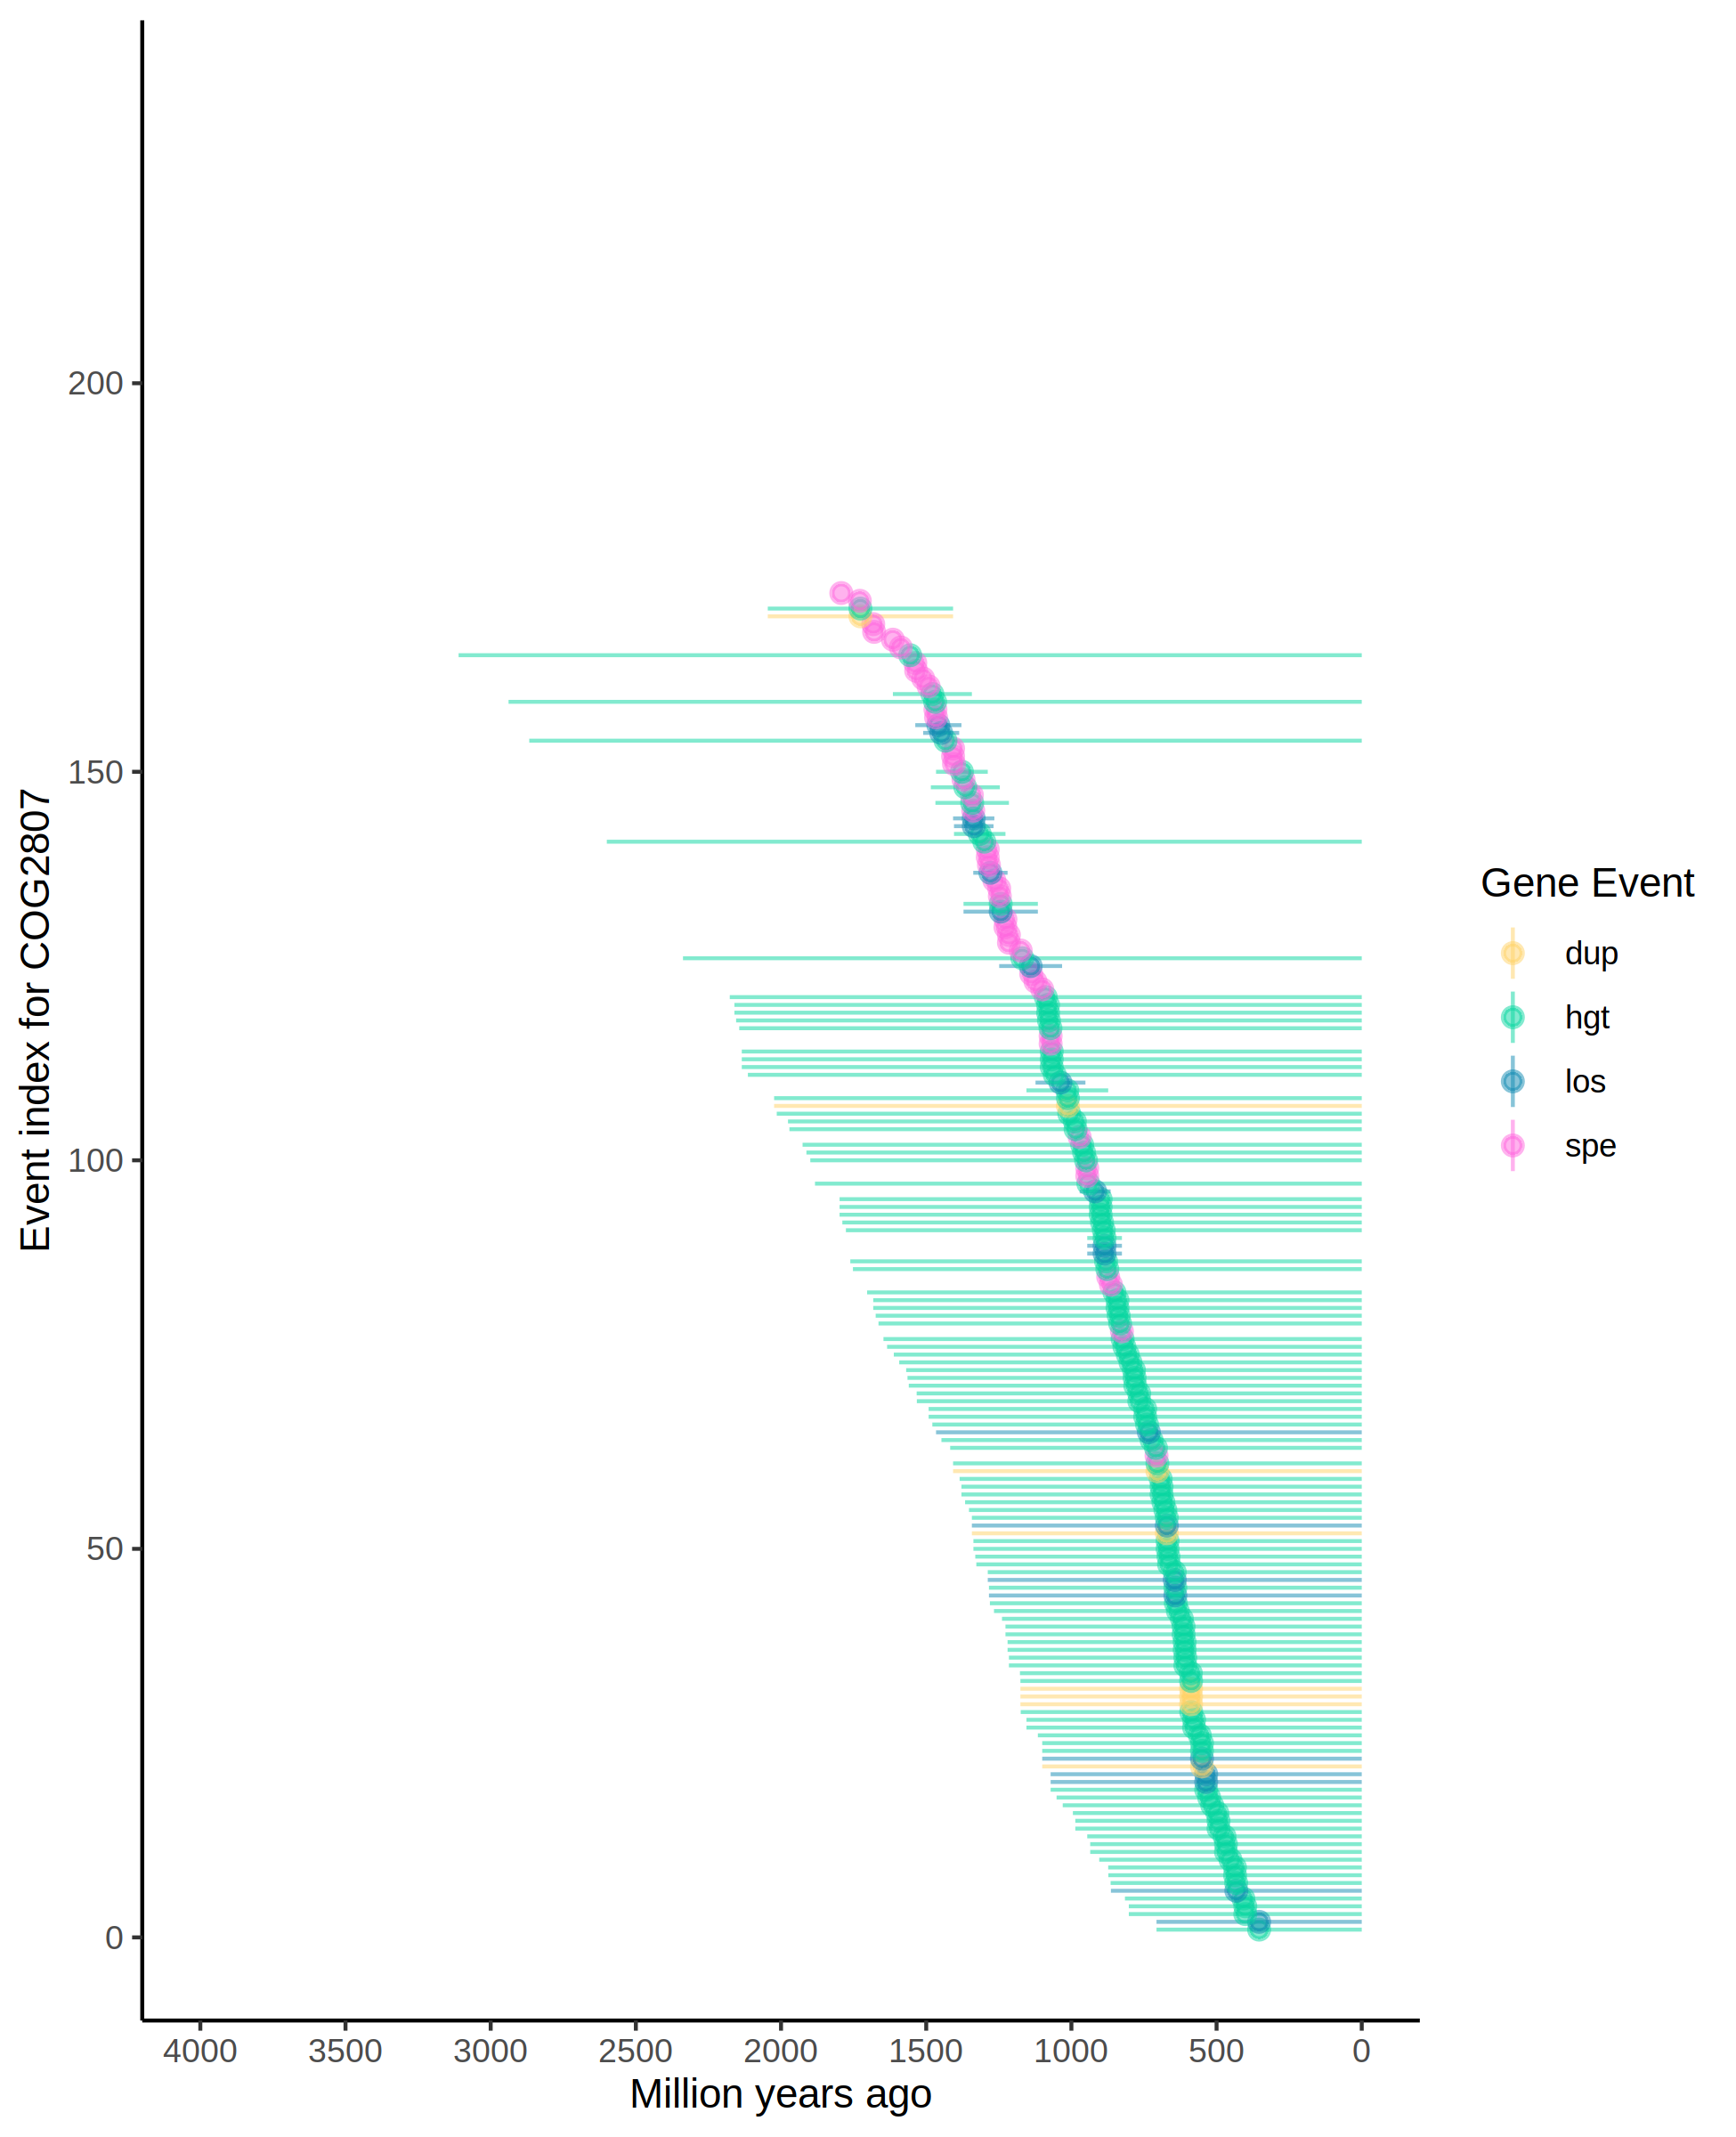 200
150
100
50
0
Event index for COG2807
4000 3500 3000 2500 2000 1500 1000 500 0
Million years ago
Gene Event
dup
hgt
los
spe